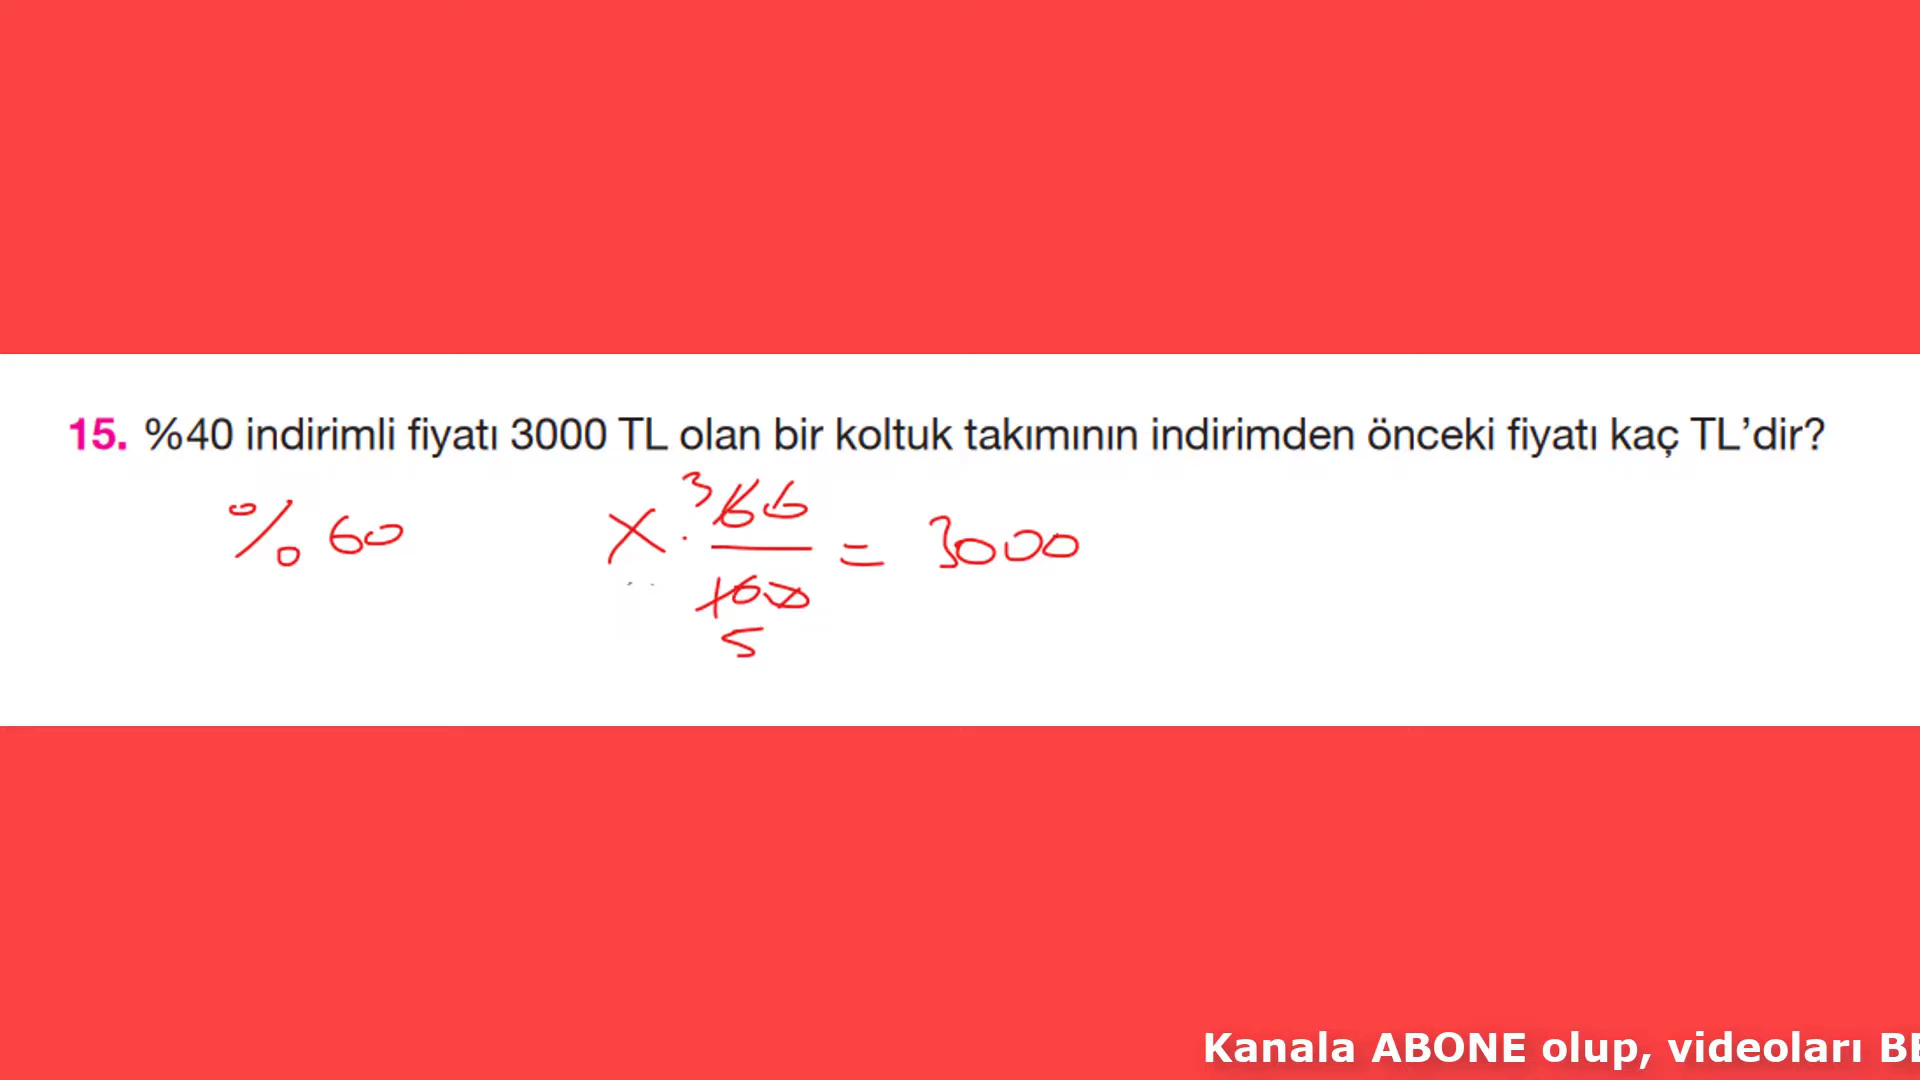 15. %40 indirimli fiyatı 3000 TL olan bir koltuk takımının indirimden önceki fiyatı kaç TL'dir?
%60
x · 60/100 = 3000
3
5
Kanala ABONE olup, videoları BE